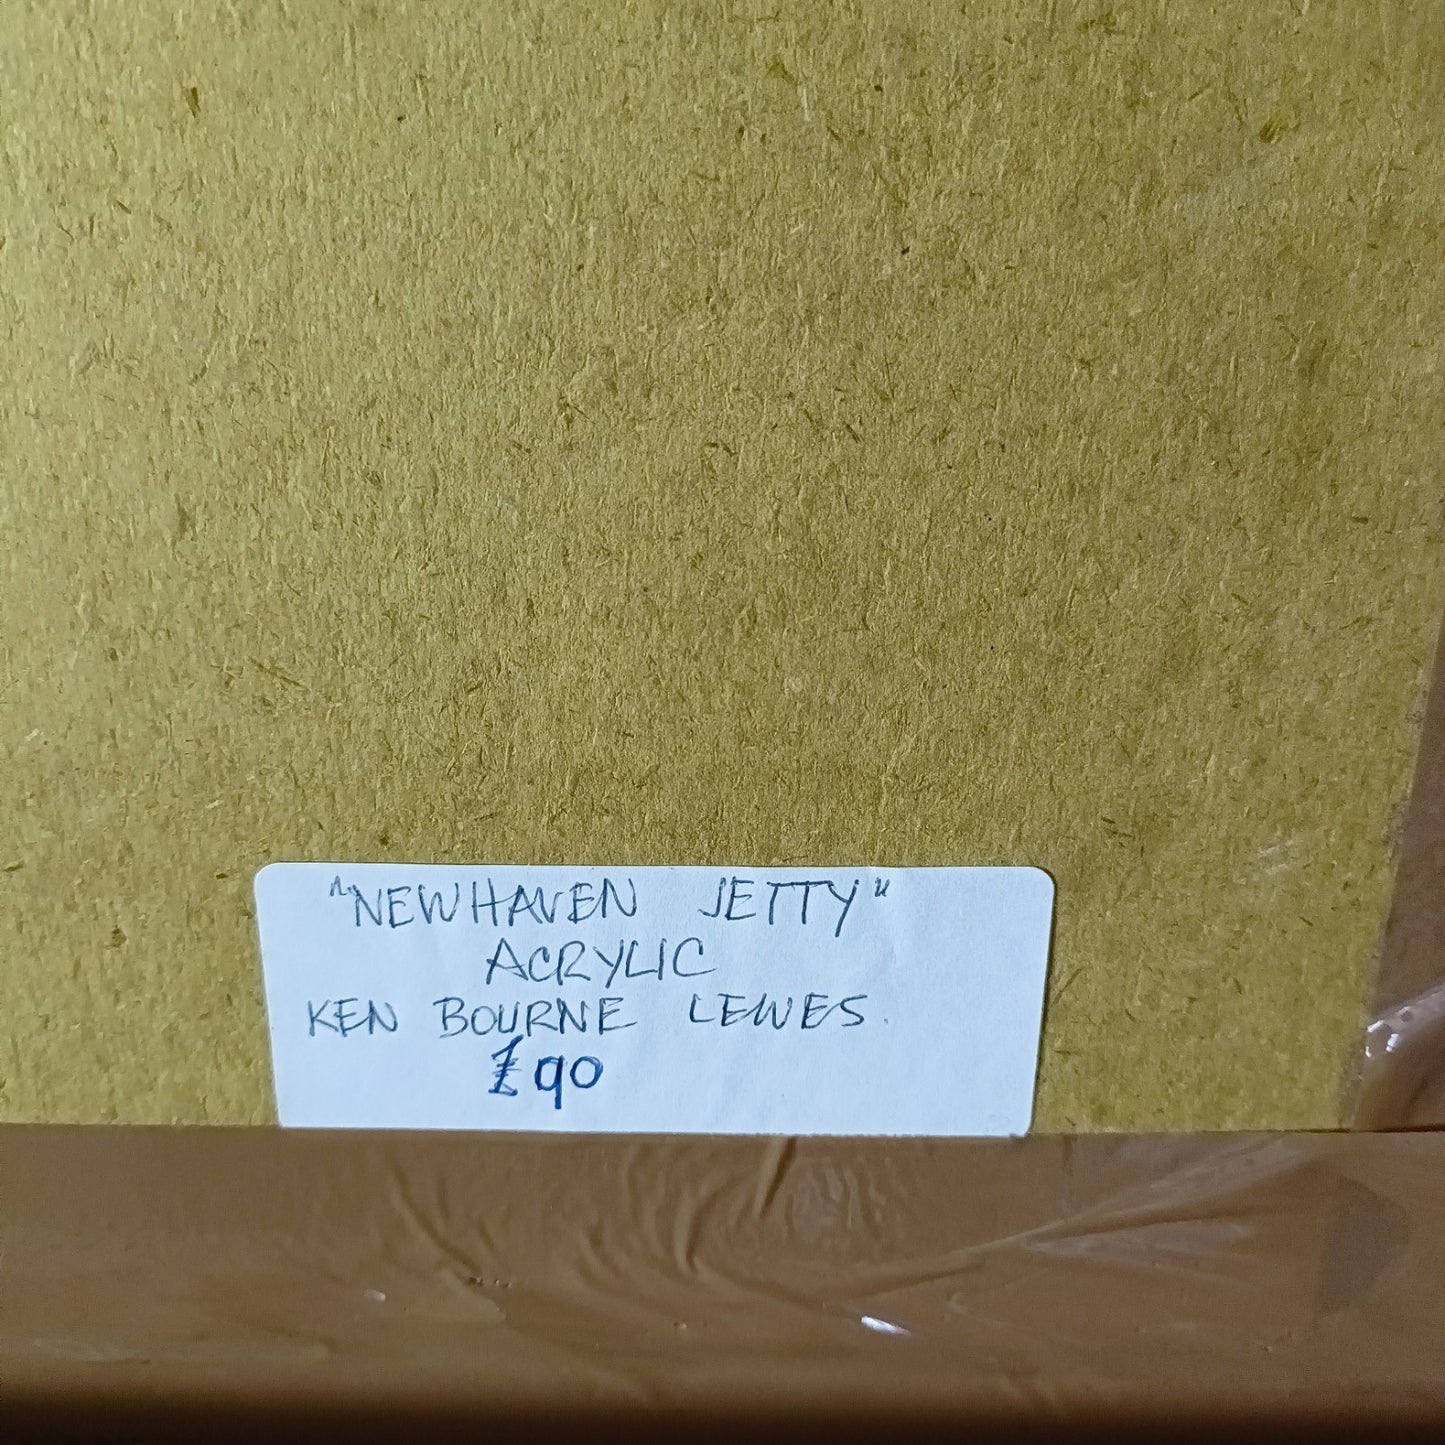 "NEWHAVEN JETTY"
ACRYLIC
KEN BOURNE LEWES.
£90